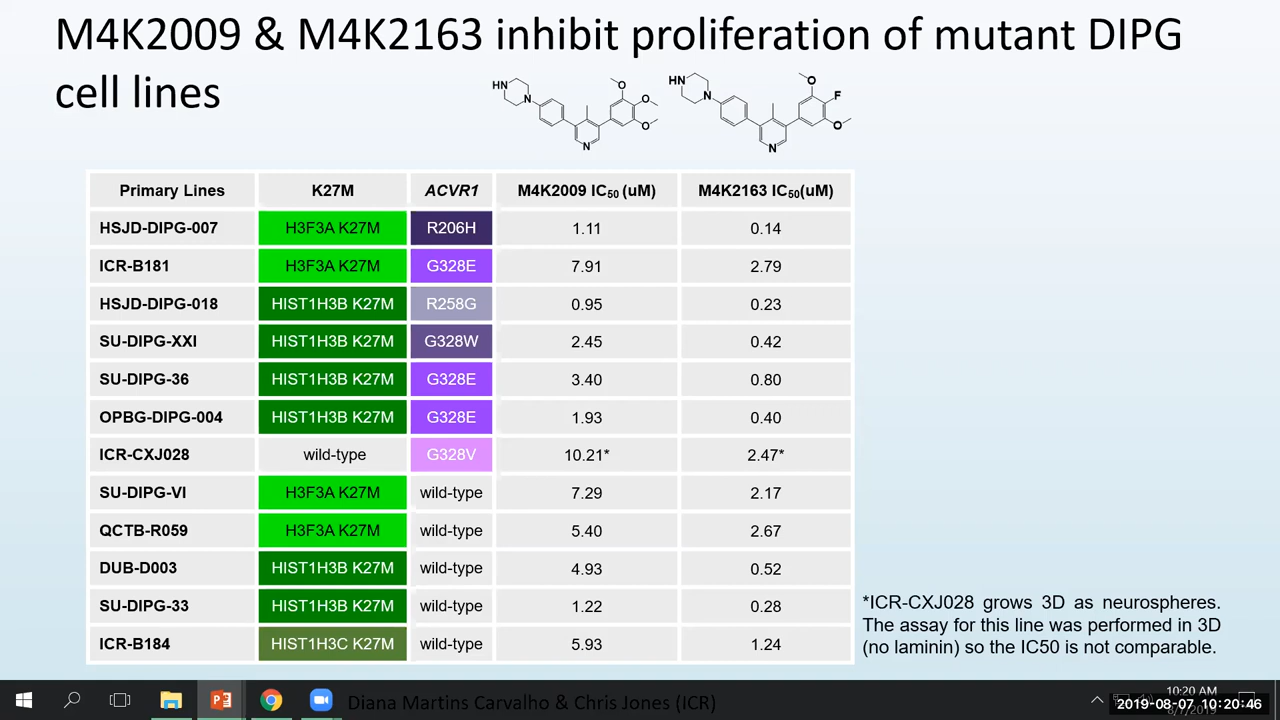 M4K2009 & M4K2163 inhibit proliferation of mutant DIPG
cell lines
HN
N
N
O
O
O
HN
N
N
O
F
O
Primary Lines K27M ACVR1 M4K2009 IC50 (uM) M4K2163 IC50(uM)
HSJD-DIPG-007 H3F3A K27M R206H 1.11 0.14
ICR-B181 H3F3A K27M G328E 7.91 2.79
HSJD-DIPG-018 HIST1H3B K27M R258G 0.95 0.23
SU-DIPG-XXI HIST1H3B K27M G328W 2.45 0.42
SU-DIPG-36 HIST1H3B K27M G328E 3.40 0.80
OPBG-DIPG-004 HIST1H3B K27M G328E 1.93 0.40
ICR-CXJ028 wild-type G328V 10.21* 2.47*
SU-DIPG-VI H3F3A K27M wild-type 7.29 2.17
QCTB-R059 H3F3A K27M wild-type 5.40 2.67
DUB-D003 HIST1H3B K27M wild-type 4.93 0.52
SU-DIPG-33 HIST1H3B K27M wild-type 1.22 0.28
ICR-B184 HIST1H3C K27M wild-type 5.93 1.24
*ICR-CXJ028 grows 3D as neurospheres.
The assay for this line was performed in 3D
(no laminin) so the IC50 is not comparable.
Diana Martins Carvalho & Chris Jones (ICR)
10:20 AM
2019-08-07 10:20:46